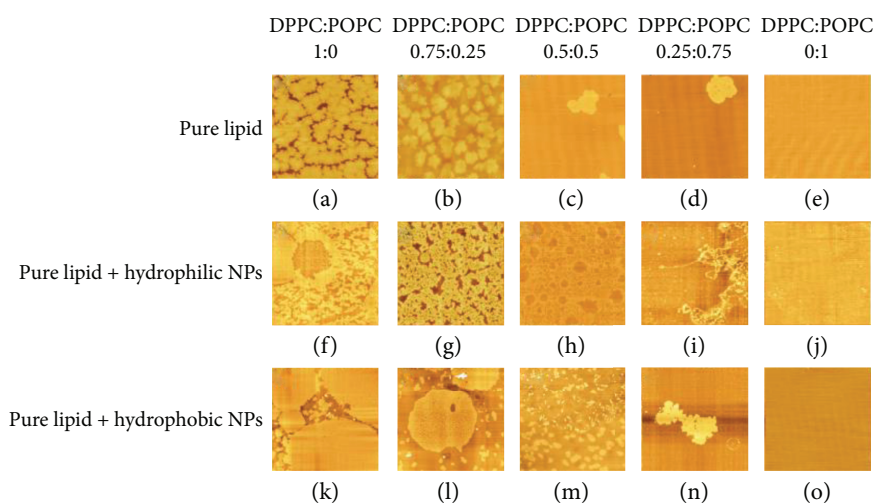 DPPC:POPC DPPC:POPC DPPC:POPC DPPC:POPC DPPC:POPC
1:0 0.75:0.25 0.5:0.5 0.25:0.75 0:1
Pure lipid
(a) (b) (c) (d) (e)
Pure lipid + hydrophilic NPs
(f) (g) (h) (i) (j)
Pure lipid + hydrophobic NPs
(k) (l) (m) (n) (o)